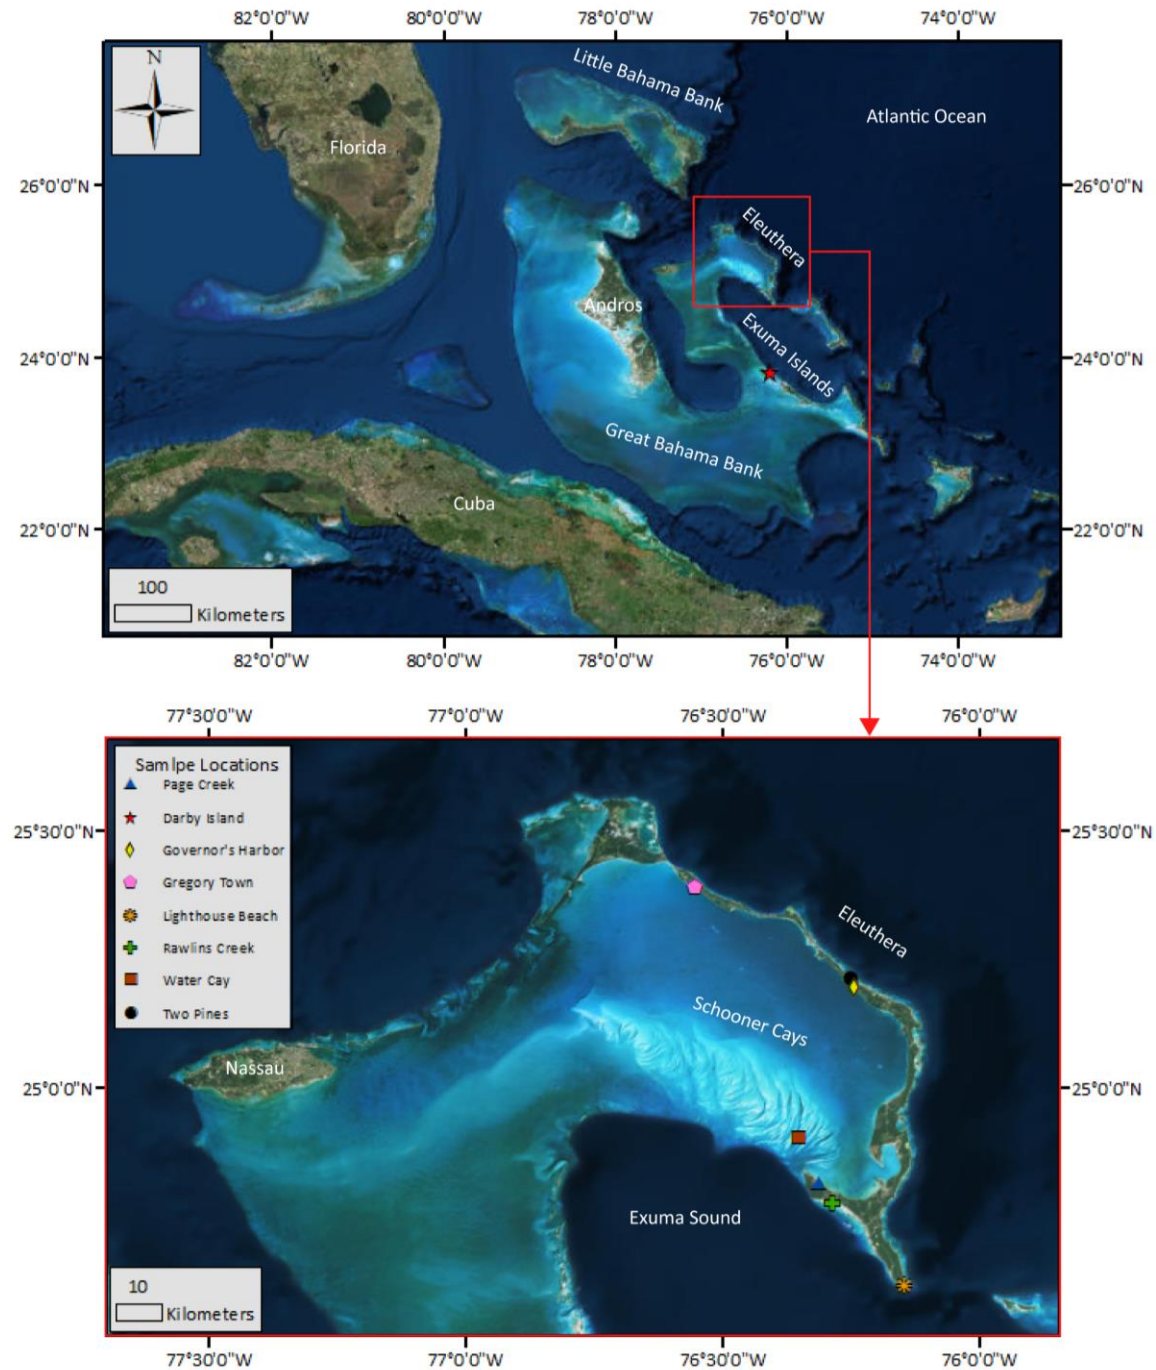 82°0'0"W 80°0'0"W 78°0'0"W 76°0'0"W 74°0'0"W
N
Little Bahama Bank
Atlantic Ocean
Florida
26°0'0"N 26°0'0"N
Eleuthera
Andros
Exuma Islands
24°0'0"N 24°0'0"N
Great Bahama Bank
Cuba
22°0'0"N 22°0'0"N
100
Kilometers
82°0'0"W 80°0'0"W 78°0'0"W 76°0'0"W 74°0'0"W
77°30'0"W 77°0'0"W 76°30'0"W 76°0'0"W
Samlpe Locations
Page Creek
Darby Island
Governor's Harbor
Gregory Town
Lighthouse Beach
Rawlins Creek
Water Cay
Two Pines
25°30'0"N 25°30'0"N
Eleuthera
Schooner Cays
Nassau
25°0'0"N 25°0'0"N
Exuma Sound
10
Kilometers
77°30'0"W 77°0'0"W 76°30'0"W 76°0'0"W